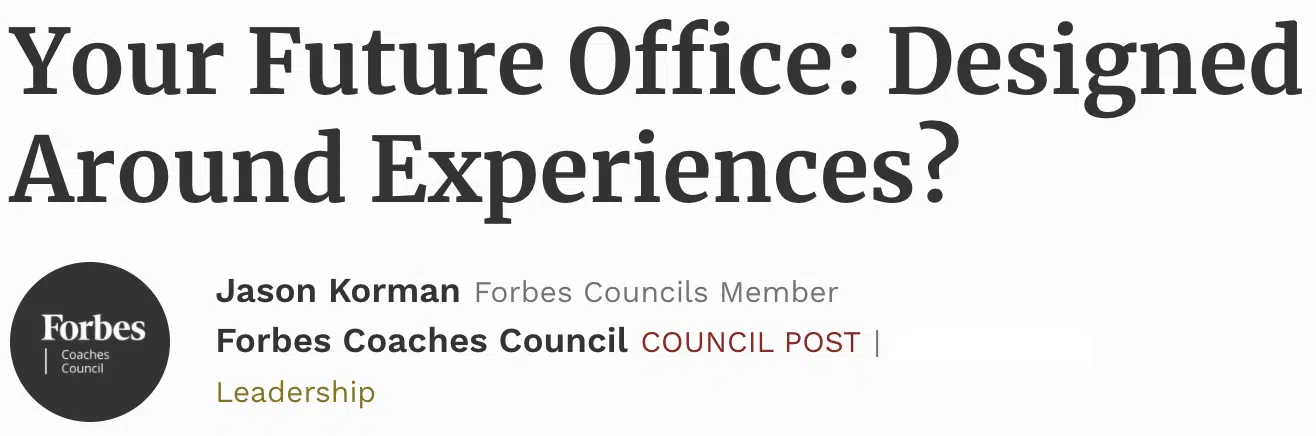 Your Future Office: Designed
Around Experiences?
Forbes
Coaches
Council
Jason Korman Forbes Councils Member
Forbes Coaches Council COUNCIL POST |
Leadership